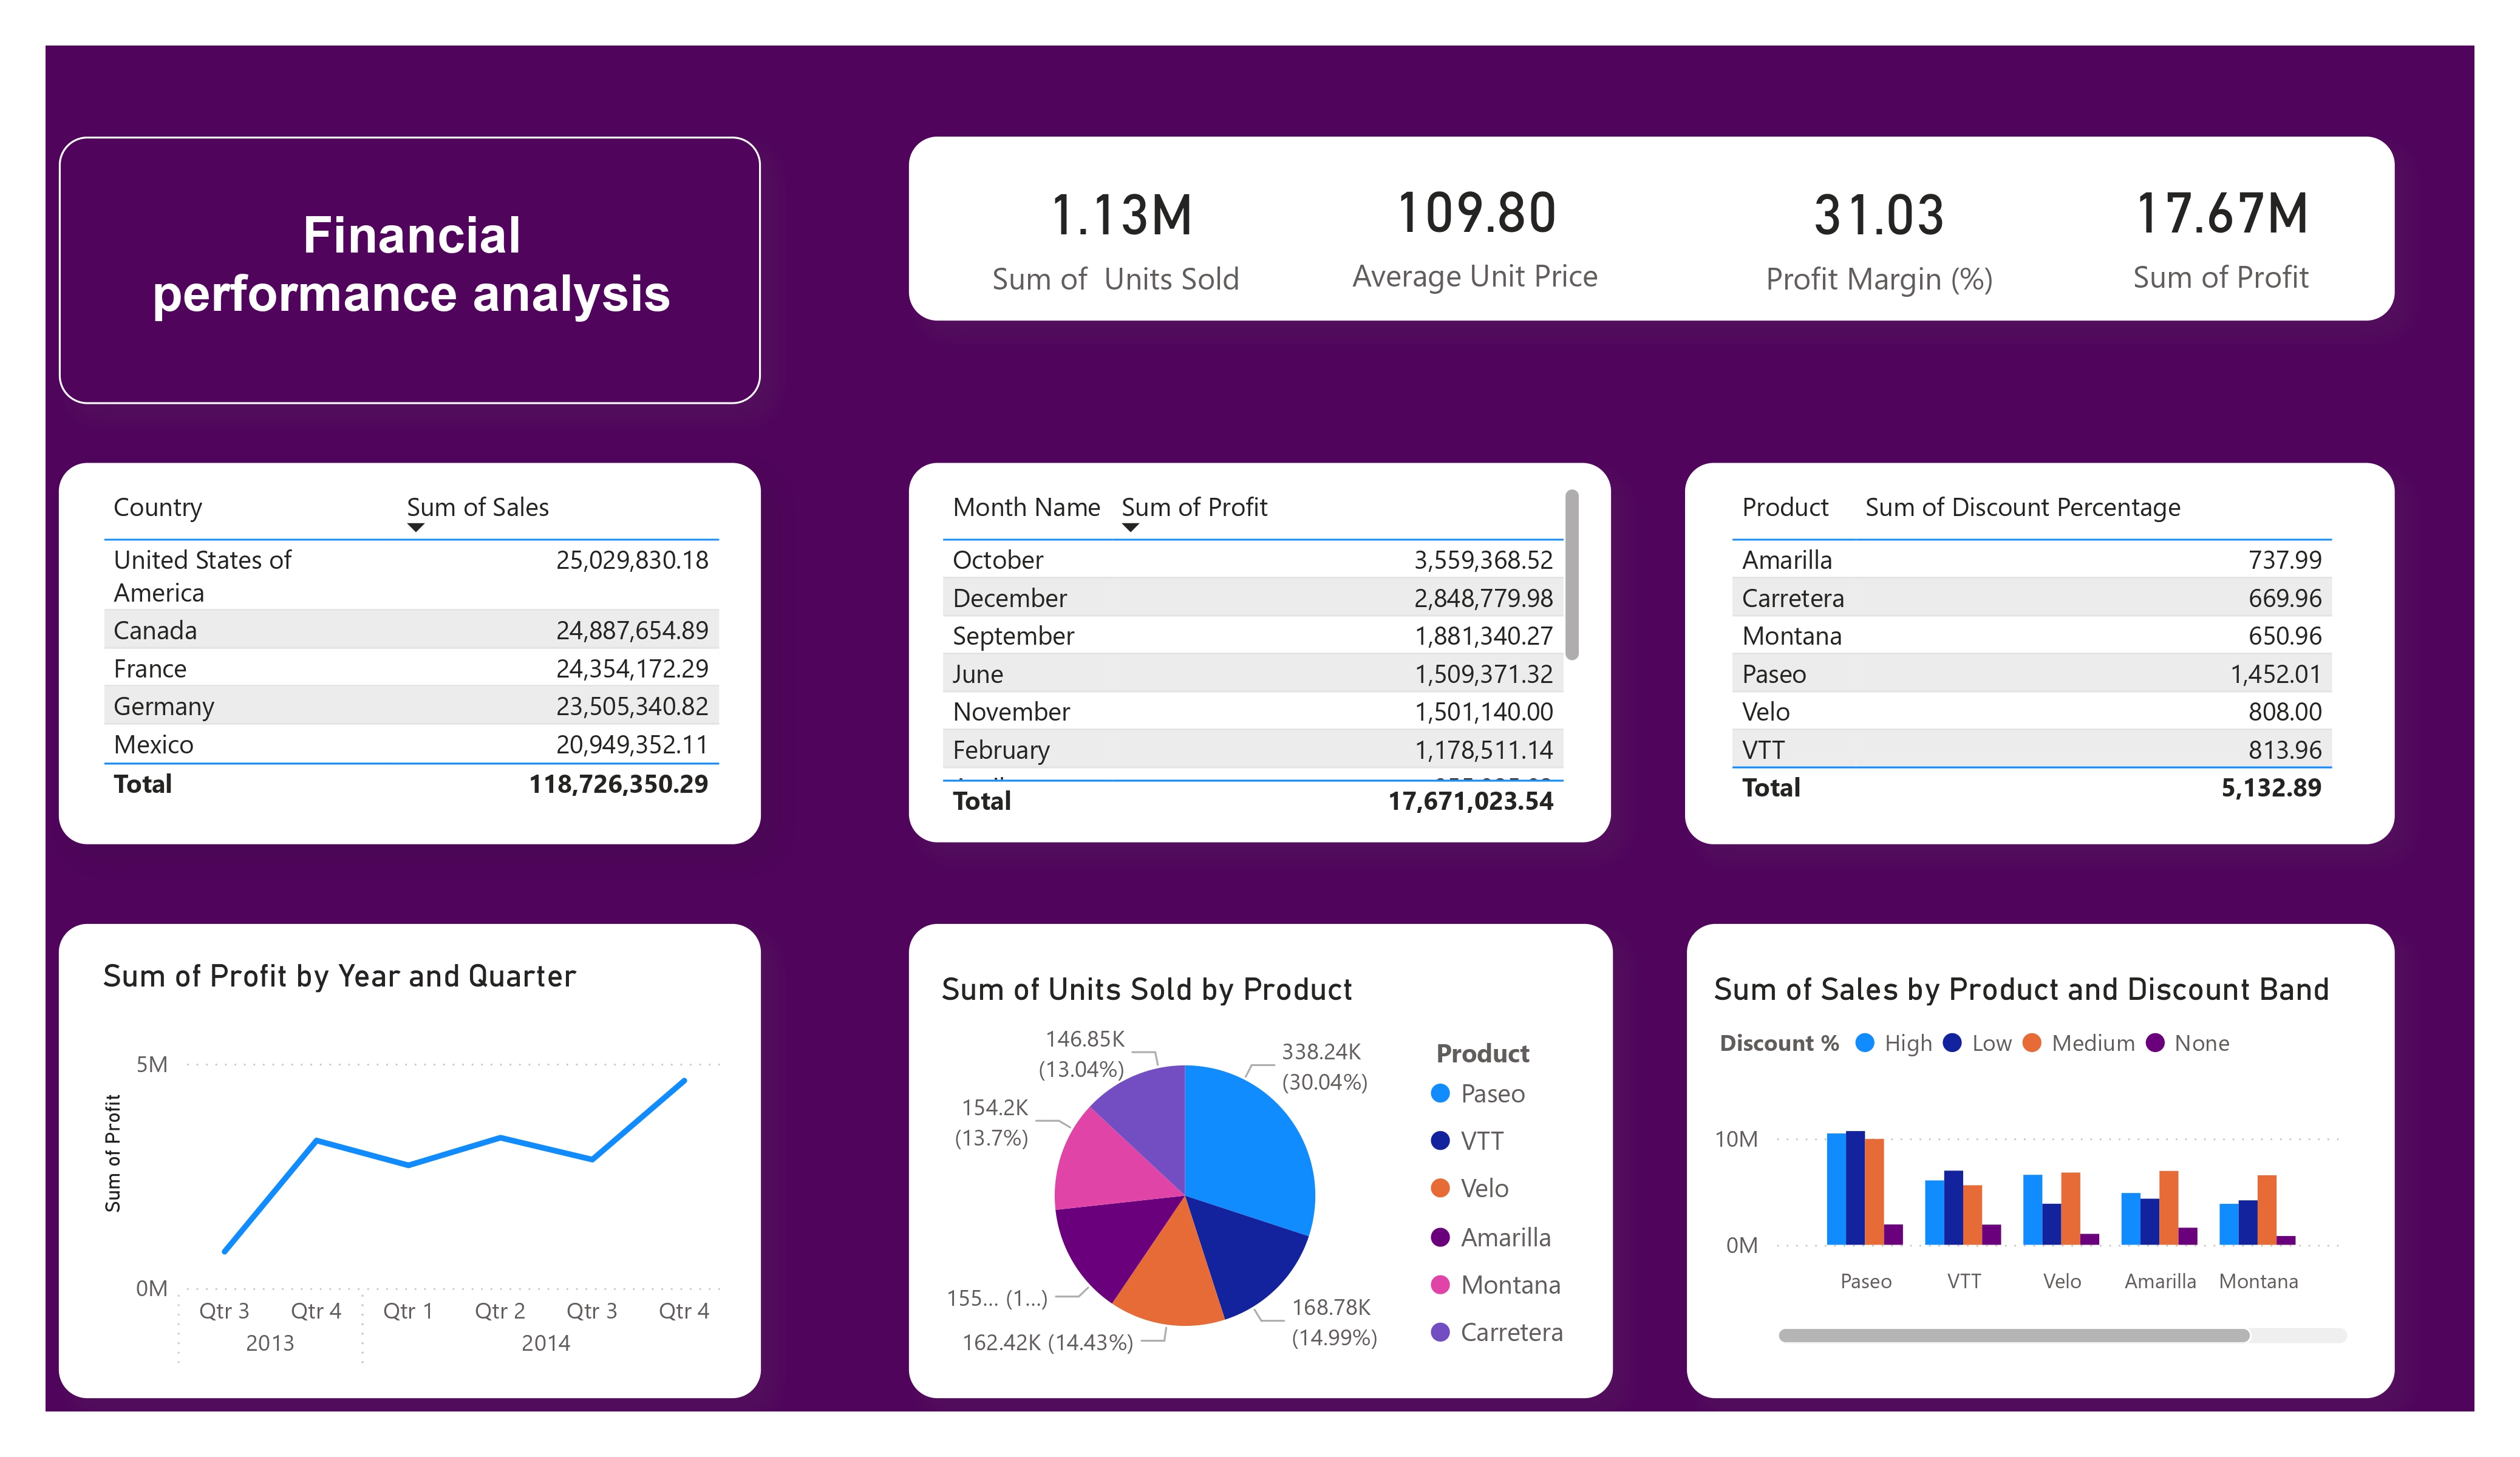 Financial
performance analysis
1.13M
Sum of  Units Sold
109.80
Average Unit Price
31.03
Profit Margin (%)
17.67M
Sum of Profit
Country Sum of Sales
United States of 25,029,830.18
America
Canada 24,887,654.89
France 24,354,172.29
Germany 23,505,340.82
Mexico 20,949,352.11
Total 118,726,350.29
Month Name Sum of Profit
October 3,559,368.52
December 2,848,779.98
September 1,881,340.27
June 1,509,371.32
November 1,501,140.00
February 1,178,511.14
Total 17,671,023.54
Product Sum of Discount Percentage
Amarilla 737.99
Carretera 669.96
Montana 650.96
Paseo 1,452.01
Velo 808.00
VTT 813.96
Total 5,132.89
Sum of Profit by Year and Quarter
Sum of Profit
5M
0M
Qtr 3 Qtr 4 Qtr 1 Qtr 2 Qtr 3 Qtr 4
2013 2014
Sum of Units Sold by Product
146.85K
(13.04%)
338.24K
(30.04%)
154.2K
(13.7%)
155... (1...)
162.42K (14.43%)
168.78K
(14.99%)
Product
Paseo
VTT
Velo
Amarilla
Montana
Carretera
Sum of Sales by Product and Discount Band
Discount % High Low Medium None
10M
0M
Paseo VTT Velo Amarilla Montana